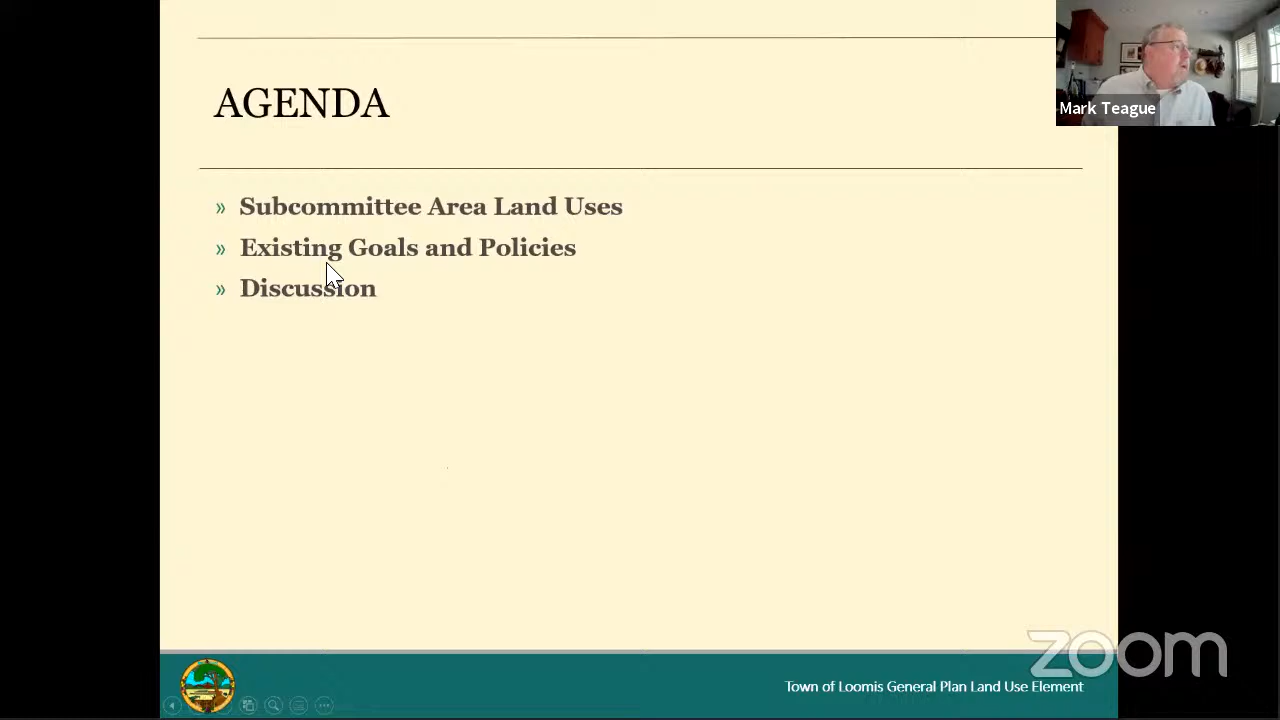 AGENDA
Mark Teague
» Subcommittee Area Land Uses
» Existing Goals and Policies
» Discussion
zoom
Town of Loomis General Plan Land Use Element